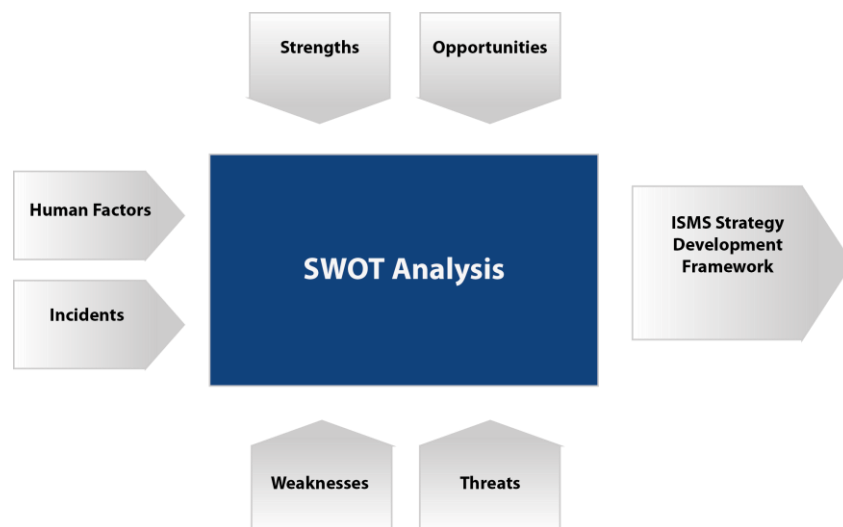 Strengths
Opportunities
Human Factors
SWOT Analysis
ISMS Strategy
Development
Framework
Incidents
Weaknesses
Threats